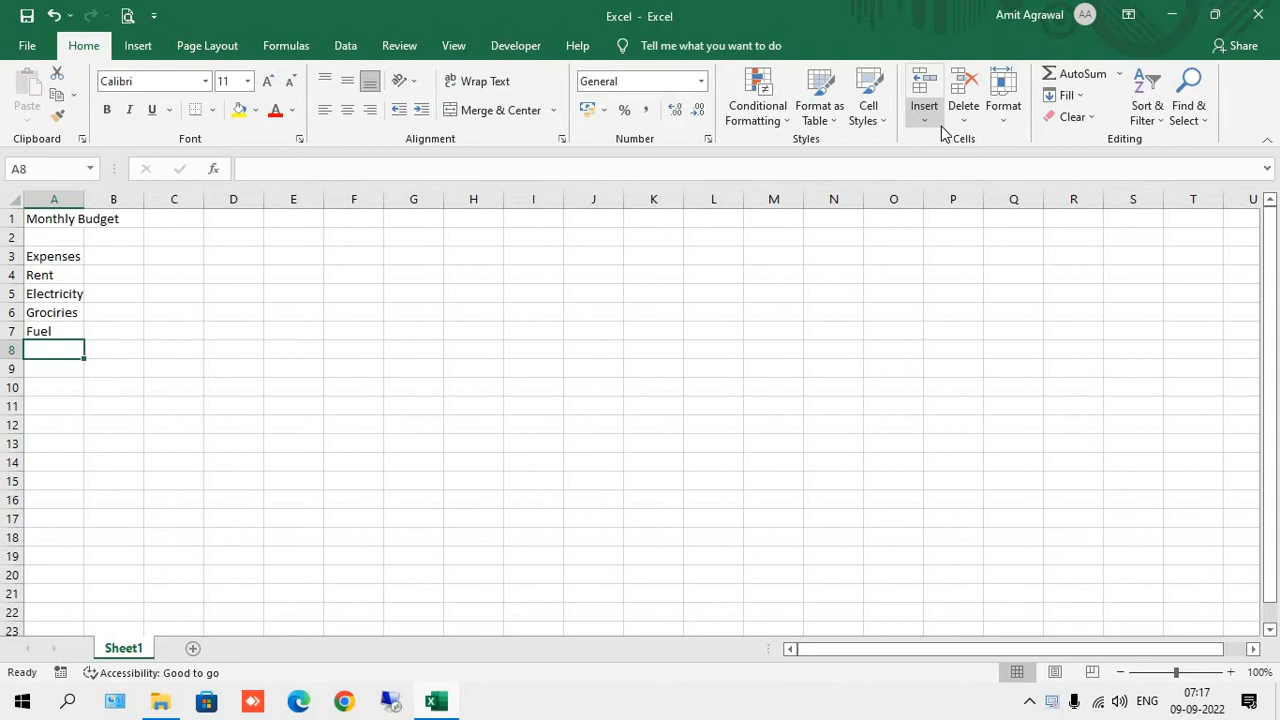 Excel - Excel
Amit Agrawal AA
File Home Insert Page Layout Formulas Data Review View Developer Help Tell me what you want to do Share
Calibri 11 General
Wrap Text
Merge & Center
Paste
B I U A
Conditional Formatting
Format as Table
Cell Styles
Insert Delete Format
AutoSum
Fill
Clear
Sort & Filter
Find & Select
Clipboard Font Alignment Number Styles Cells Editing
A8 fx
A B C D E F G H I J K L M N O P Q R S T U
1 Monthly Budget
2
3 Expenses
4 Rent
5 Electricity
6 Grociries
7 Fuel
8
9
10
11
12
13
14
15
16
17
18
19
20
21
22
23
Sheet1
Ready Accessibility: Good to go 100%
ENG 07:17
09-09-2022